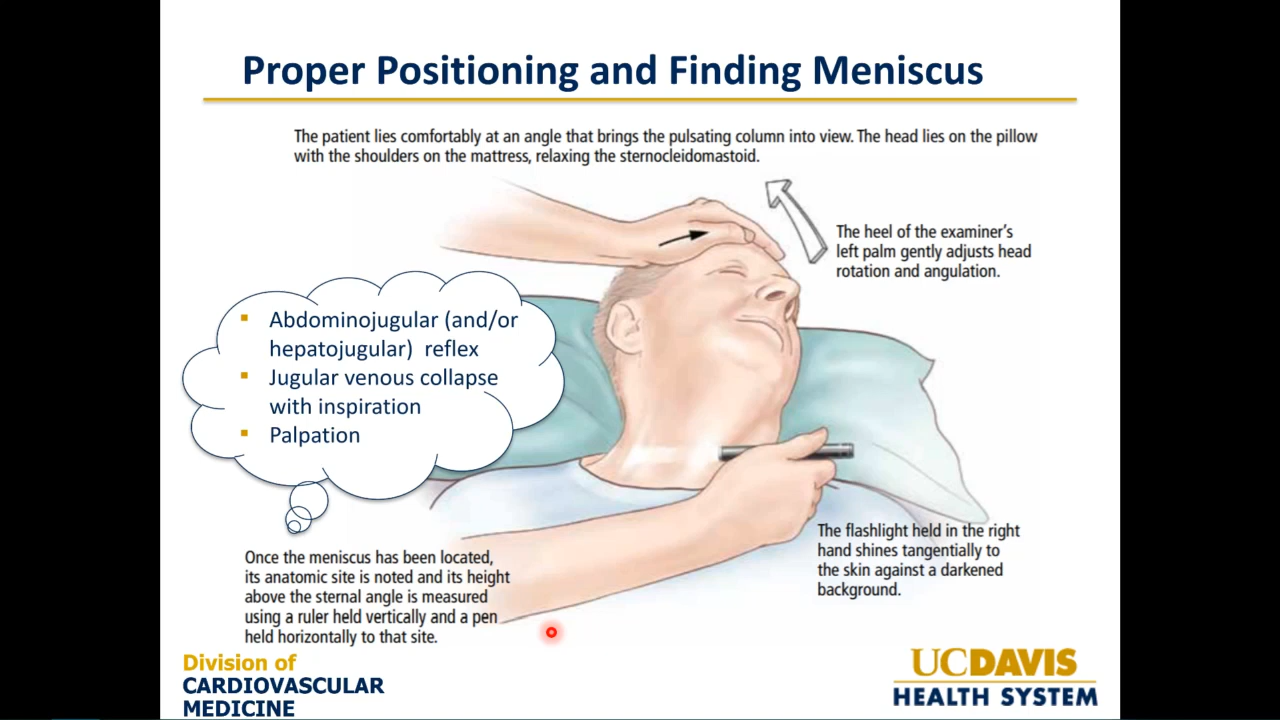 Proper Positioning and Finding Meniscus
The patient lies comfortably at an angle that brings the pulsating column into view. The head lies on the pillow
with the shoulders on the mattress, relaxing the sternocleidomastoid.
The heel of the examiner's
left palm gently adjusts head
rotation and angulation.
▪ Abdominojugular (and/or
hepatojugular) reflex
▪ Jugular venous collapse
with inspiration
▪ Palpation
The flashlight held in the right
hand shines tangentially to
the skin against a darkened
background.
Once the meniscus has been located,
its anatomic site is noted and its height
above the sternal angle is measured
using a ruler held vertically and a pen
held horizontally to that site.
Division of
CARDIOVASCULAR
MEDICINE
UCDAVIS
HEALTH SYSTEM